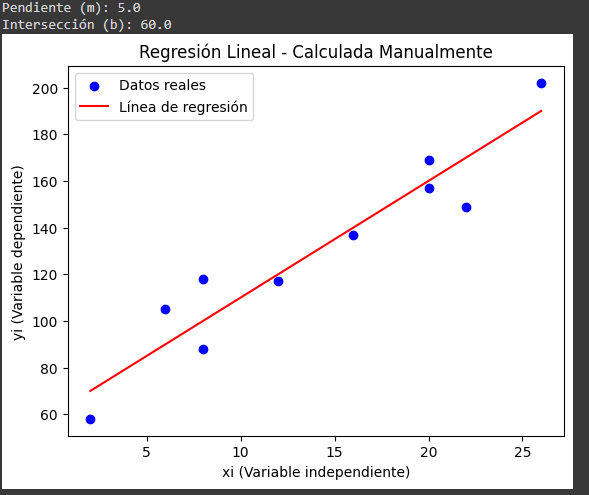 Pendiente (m): 5.0
Intersección (b): 60.0
Regresión Lineal - Calculada Manualmente
Datos reales
Línea de regresión
200
180
160
140
120
100
80
60
yi (Variable dependiente)
5 10 15 20 25
xi (Variable independiente)